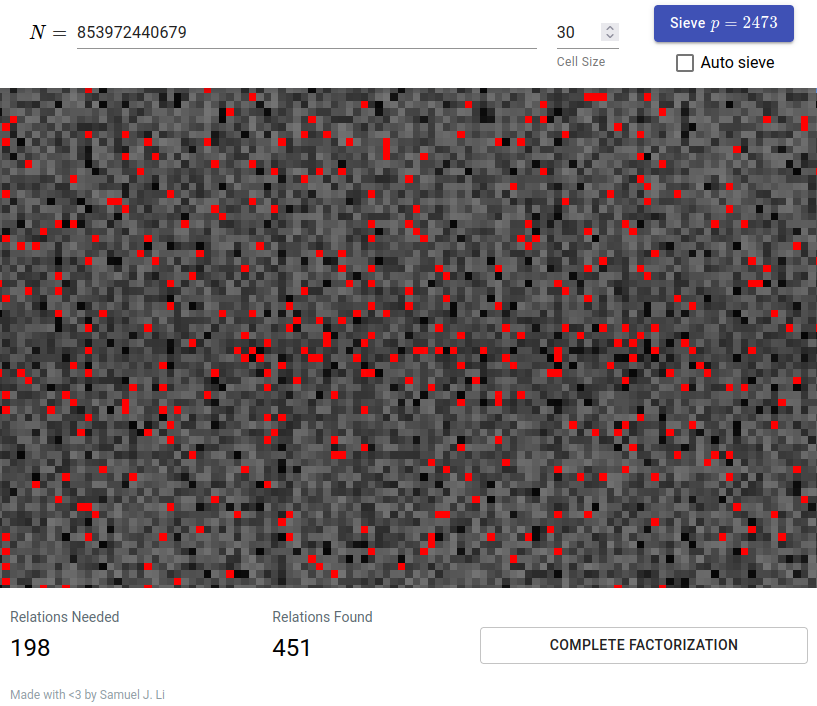 N = 853972440679
30
Sieve p = 2473
Cell Size
Auto sieve
Relations Needed
Relations Found
198
451
COMPLETE FACTORIZATION
Made with <3 by Samuel J. Li